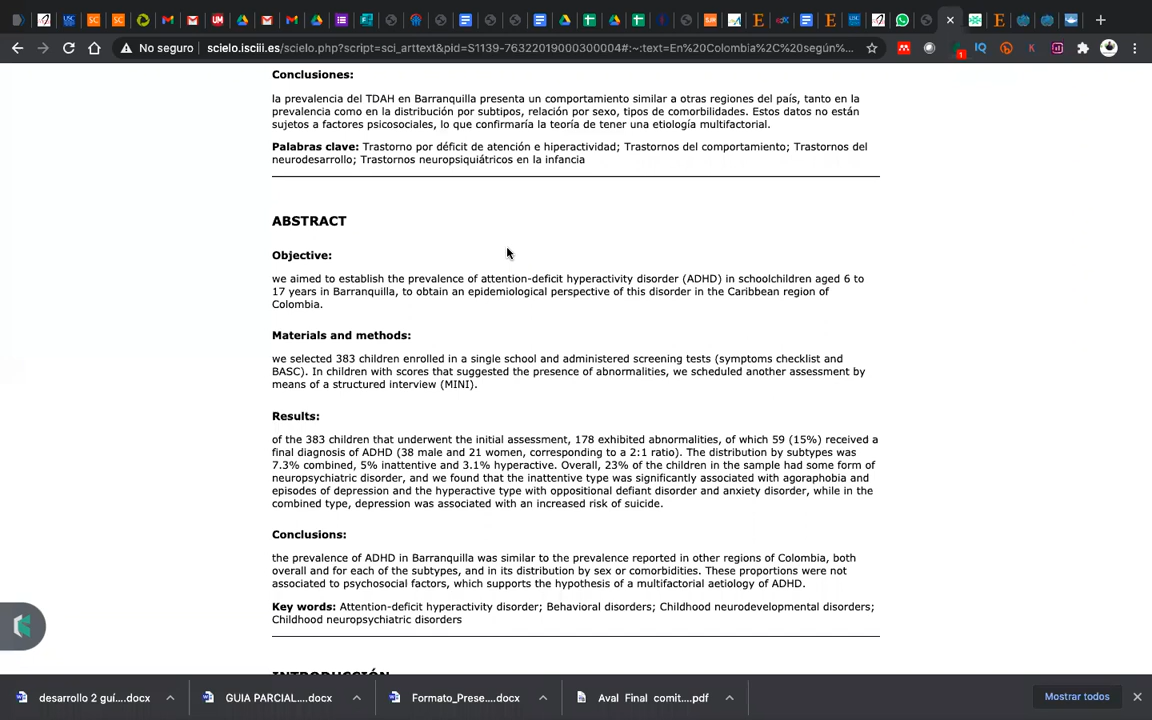 No seguro
scielo.isciii.es/scielo.php?script=sci_arttext&pid=S1139-76322019000300004#:~:text=En%20Colombia%2C%20según%...
Conclusiones:
la prevalencia del TDAH en Barranquilla presenta un comportamiento similar a otras regiones del país, tanto en la
prevalencia como en la distribución por subtipos, relación por sexo, tipos de comorbilidades. Estos datos no están
sujetos a factores psicosociales, lo que confirmaría la teoría de tener una etiología multifactorial.
Palabras clave: Trastorno por déficit de atención e hiperactividad; Trastornos del comportamiento; Trastornos del
neurodesarrollo; Trastornos neuropsiquiátricos en la infancia
ABSTRACT
Objective:
we aimed to establish the prevalence of attention-deficit hyperactivity disorder (ADHD) in schoolchildren aged 6 to
17 years in Barranquilla, to obtain an epidemiological perspective of this disorder in the Caribbean region of
Colombia.
Materials and methods:
we selected 383 children enrolled in a single school and administered screening tests (symptoms checklist and
BASC). In children with scores that suggested the presence of abnormalities, we scheduled another assessment by
means of a structured interview (MINI).
Results:
of the 383 children that underwent the initial assessment, 178 exhibited abnormalities, of which 59 (15%) received a
final diagnosis of ADHD (38 male and 21 women, corresponding to a 2:1 ratio). The distribution by subtypes was
7.3% combined, 5% inattentive and 3.1% hyperactive. Overall, 23% of the children in the sample had some form of
neuropsychiatric disorder, and we found that the inattentive type was significantly associated with agoraphobia and
episodes of depression and the hyperactive type with oppositional defiant disorder and anxiety disorder, while in the
combined type, depression was associated with an increased risk of suicide.
Conclusions:
the prevalence of ADHD in Barranquilla was similar to the prevalence reported in other regions of Colombia, both
overall and for each of the subtypes, and in its distribution by sex or comorbidities. These proportions were not
associated to psychosocial factors, which supports the hypothesis of a multifactorial aetiology of ADHD.
Key words: Attention-deficit hyperactivity disorder; Behavioral disorders; Childhood neurodevelopmental disorders;
Childhood neuropsychiatric disorders
INTRODUCCIÓN
desarrollo 2 guí....docx
GUIA PARCIAL....docx
Formato_Prese....docx
Aval Final comit....pdf
Mostrar todos